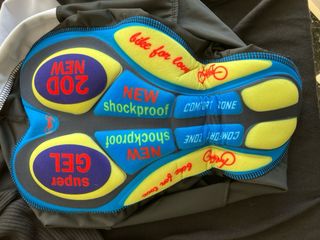 20D
NEW
bike for love
NEW
shockproof
COMFORT ZONE
NEW
shockproof
COMFORT ZONE
super
GEL
bike for love